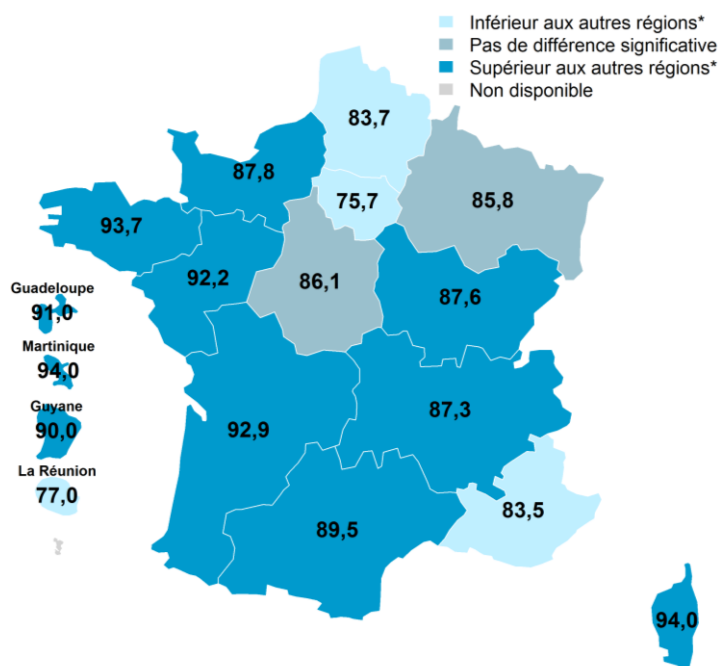 Inférieur aux autres régions*
Pas de différence significative
Supérieur aux autres régions*
Non disponible
83,7
87,8
75,7
85,8
93,7
92,2
86,1
87,6
Guadeloupe
91,0
Martinique
94,0
Guyane
90,0
92,9
87,3
La Réunion
77,0
83,5
89,5
94,0